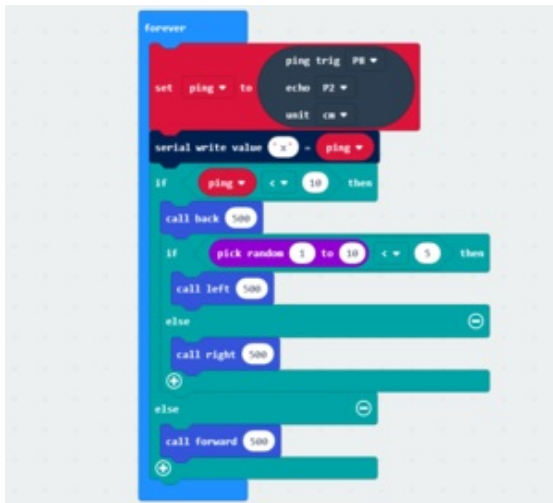 forever
ping trig P8
set ping to echo P2
unit cm
serial write value "x" = ping
if ping < 10 then
call back 500
if pick random 1 to 10 < 5 then
call left 500
else
call right 500
else
call forward 500